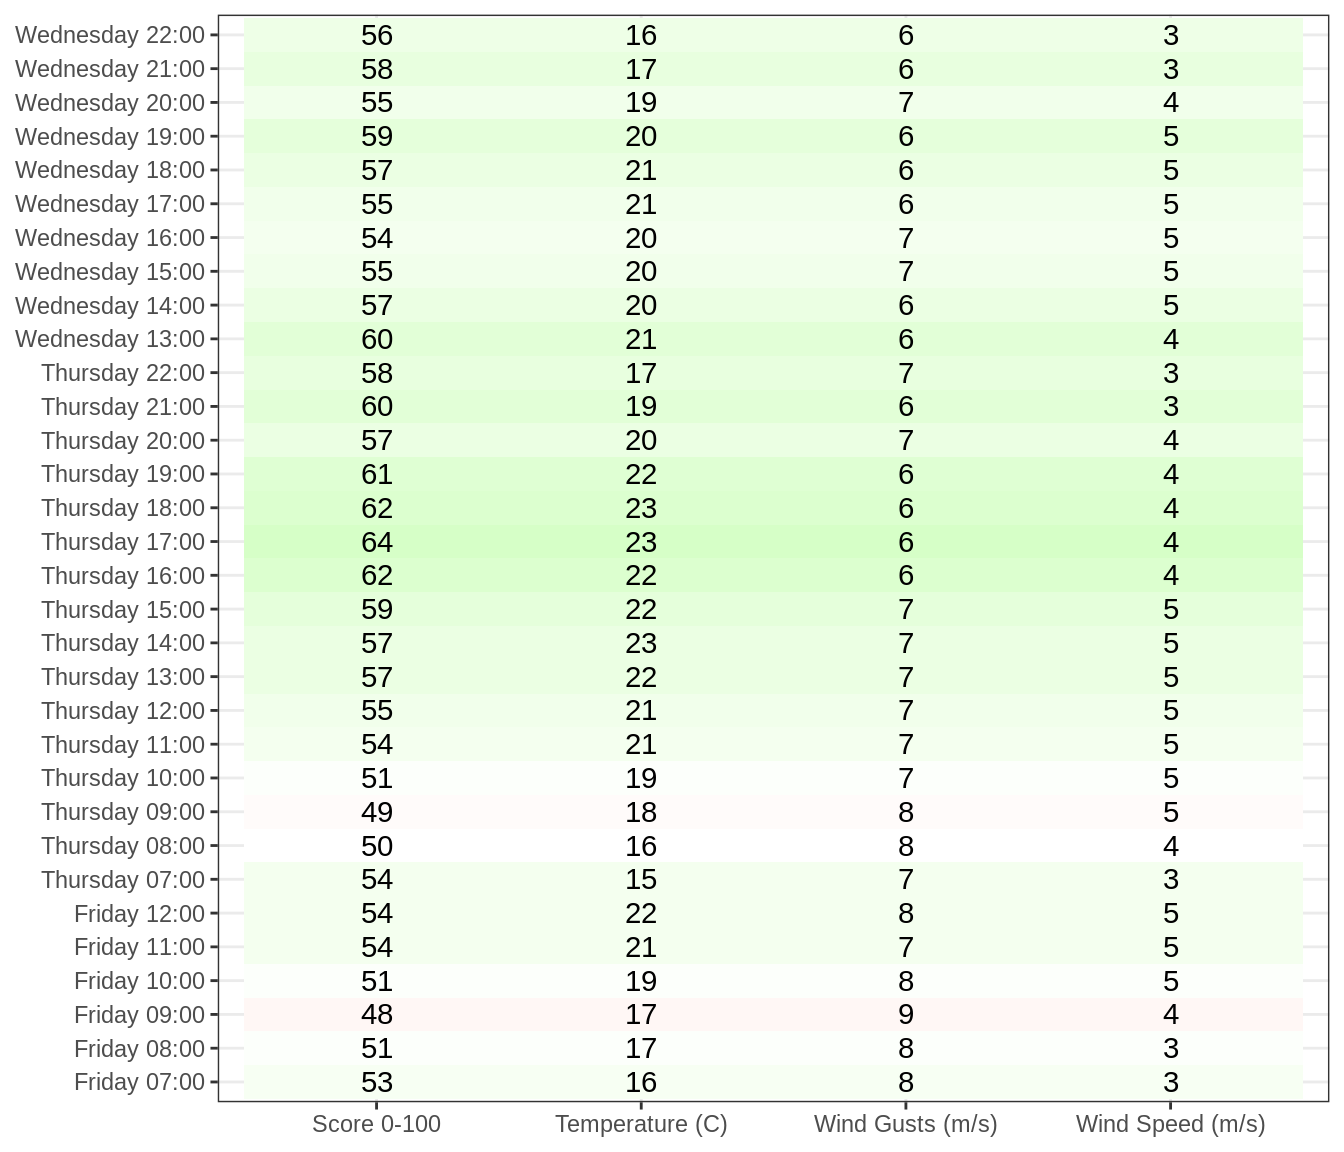 Wednesday 22:00 56 16 6 3
Wednesday 21:00 58 17 6 3
Wednesday 20:00 55 19 7 4
Wednesday 19:00 59 20 6 5
Wednesday 18:00 57 21 6 5
Wednesday 17:00 55 21 6 5
Wednesday 16:00 54 20 7 5
Wednesday 15:00 55 20 7 5
Wednesday 14:00 57 20 6 5
Wednesday 13:00 60 21 6 4
Thursday 22:00 58 17 7 3
Thursday 21:00 60 19 6 3
Thursday 20:00 57 20 7 4
Thursday 19:00 61 22 6 4
Thursday 18:00 62 23 6 4
Thursday 17:00 64 23 6 4
Thursday 16:00 62 22 6 4
Thursday 15:00 59 22 7 5
Thursday 14:00 57 23 7 5
Thursday 13:00 57 22 7 5
Thursday 12:00 55 21 7 5
Thursday 11:00 54 21 7 5
Thursday 10:00 51 19 7 5
Thursday 09:00 49 18 8 5
Thursday 08:00 50 16 8 4
Thursday 07:00 54 15 7 3
Friday 12:00 54 22 8 5
Friday 11:00 54 21 7 5
Friday 10:00 51 19 8 5
Friday 09:00 48 17 9 4
Friday 08:00 51 17 8 3
Friday 07:00 53 16 8 3
Score 0-100 Temperature (C) Wind Gusts (m/s) Wind Speed (m/s)